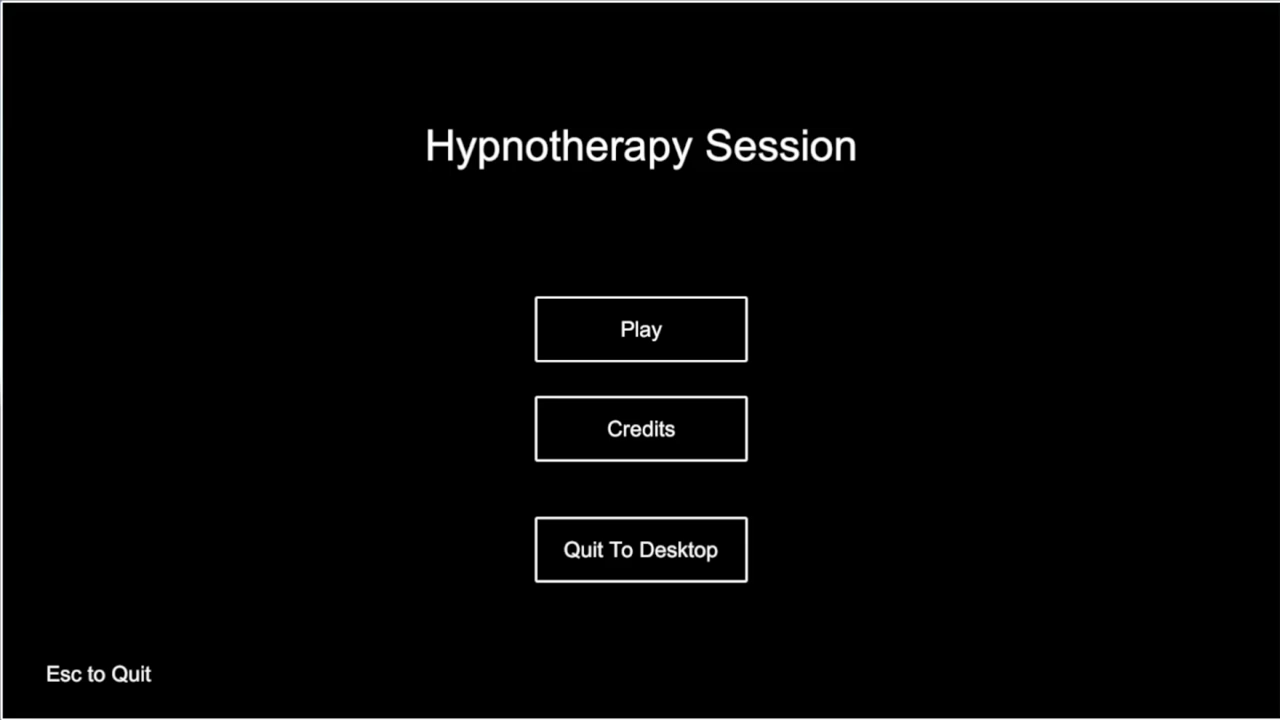 Hypnotherapy Session
Play
Credits
Quit To Desktop
Esc to Quit